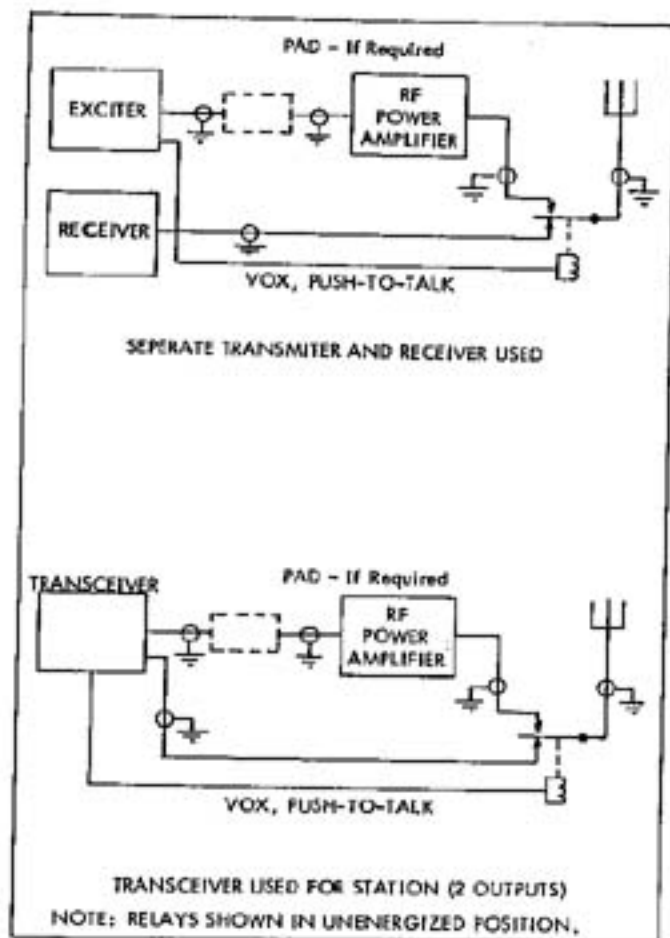 PAD - If Required
EXCITER
RF
POWER
AMPLIFIER
RECEIVER
VOX, PUSH-TO-TALK
SEPERATE TRANSMITER AND RECEIVER USED
TRANSCEIVER
PAD - If Required
RF
POWER
AMPLIFIER
VOX, PUSH-TO-TALK
TRANSCEIVER USED FOR STATION (2 OUTPUTS)
NOTE: RELAYS SHOWN IN UNENERGIZED POSITION.